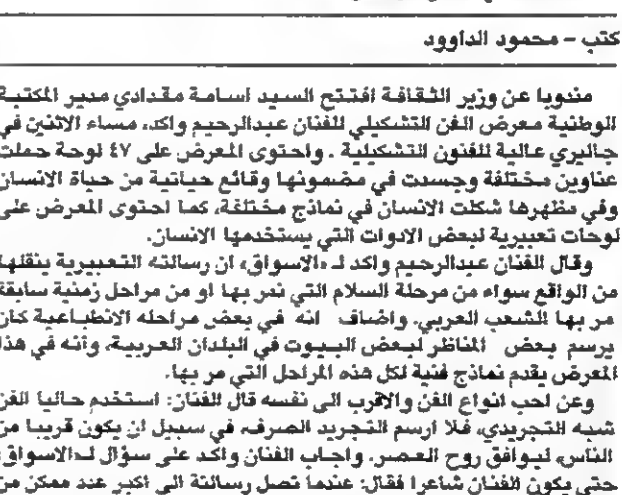 كتب - محمود الداوود
مندوبا عن وزير الثقافة افتتح السيد اسامة مقدادي مدير المكتبة
الوطنية معرض الفن التشكيلي للفنان عبدالرحيم واكد، مساء الاثنين في
جاليري عالية للفنون التشكيلية . واحتوى المعرض على ٤٧ لوحة حملت
عناوين مختلفة وجسدت في مضمونها وقائع حياتية من حياة الانسان
وفي مظهرها شكلت الانسان في نماذج مختلفة، كما احتوى المعرض على
لوحات تعبيرية لبعض الادوات التي يستخدمها الانسان.
وقال الفنان عبدالرحيم واكد لـ «الاسواق» ان رسالته التعبيرية ينقلها
من الواقع سواء من مرحلة السلام التي نمر بها او من مراحل زمنية سابقة
مر بها الشعب العربي. واضاف انه في بعض مراحله الانطباعية كان
يرسم بعض المناظر لبعض البيوت في البلدان العربية، وأنه في هذا
المعرض يقدم نماذج فنية لكل هذه المراحل التي مر بها.
وعن احب انواع الفن والاقرب الى نفسه قال الفنان: استخدم حاليا الفن
شبه التجريدي، فلا ارسم التجريد الصرف، في سبيل ان يكون قريبا من
الناس، ليوافق روح العصر. واجاب الفنان واكد على سؤال لـ«الاسواق»
حتى يكون الفنان شاعرا فقال: عندما تصل رسالتة الى اكبر عدد ممكن من